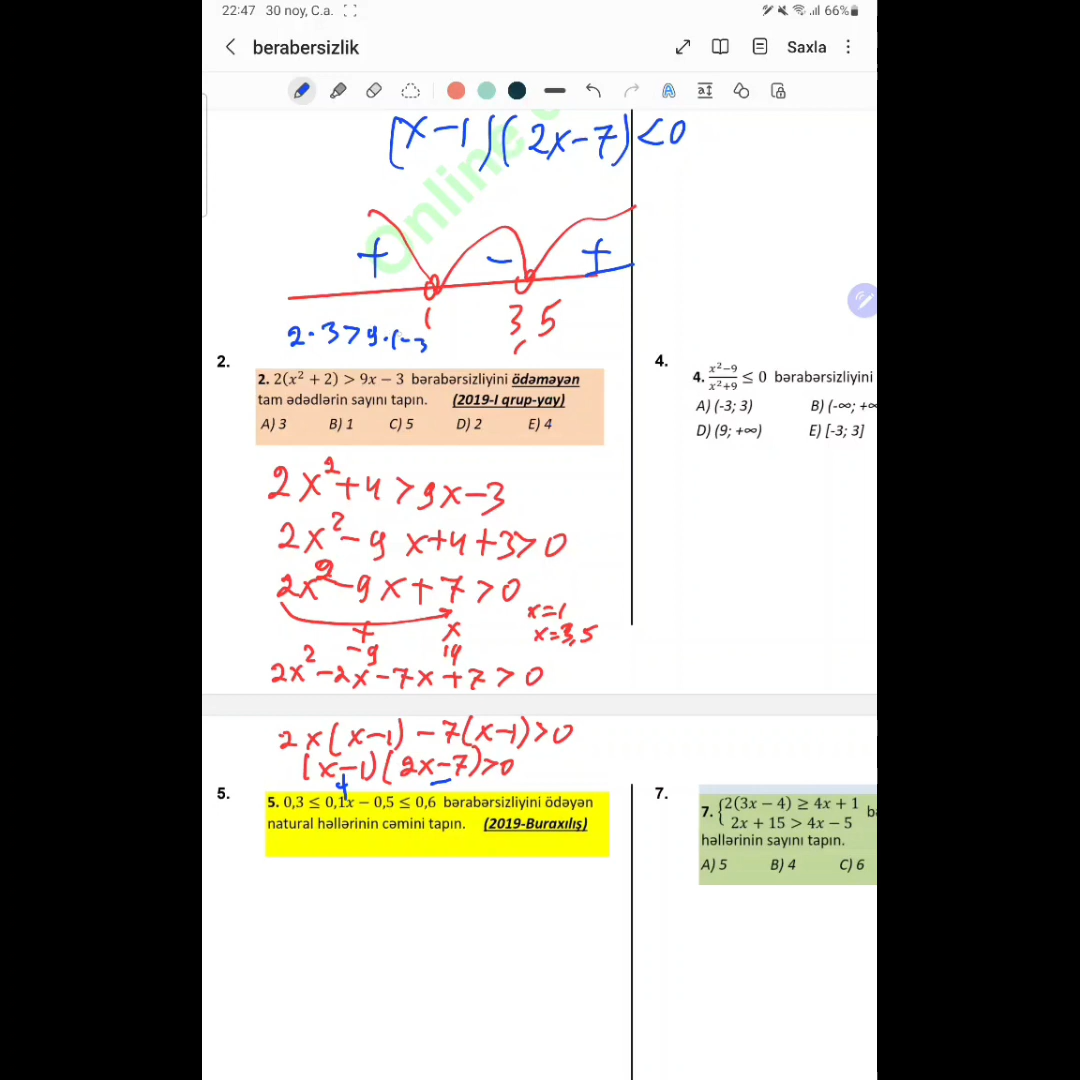 22:47 30 noy, C.a. 66%
berabersizlik Saxla
Online
(x-1)(2x-7)<0
+ - +
1 3,5
2.
2. 2(x² + 2) > 9x − 3 bərabərsizliyini ödəməyən
tam ədədlərin sayını tapın. (2019-I qrup-yay)
A) 3 B) 1 C) 5 D) 2 E) 4
2x²+4>9x-3
2x²-9x+4+3>0
2x²-9x+7>0
x=1
x=3,5
+ x
-9 14
2x²-2x-7x+7>0
2x(x-1)-7(x-1)>0
(x-1)(2x-7)>0
4.
4. x²−9/x²+9 ≤ 0 bərabərsizliyini
A) (-3; 3) B) (-∞; +∞
D) (9; +∞) E) [-3; 3]
5.
5. 0,3 ≤ 0,1x − 0,5 ≤ 0,6 bərabərsizliyini ödəyən
natural həllərinin cəmini tapın. (2019-Buraxılış)
7.
7. {2(3x − 4) ≥ 4x + 1
2x + 15 > 4x − 5
həllərinin sayını tapın.
A) 5 B) 4 C) 6